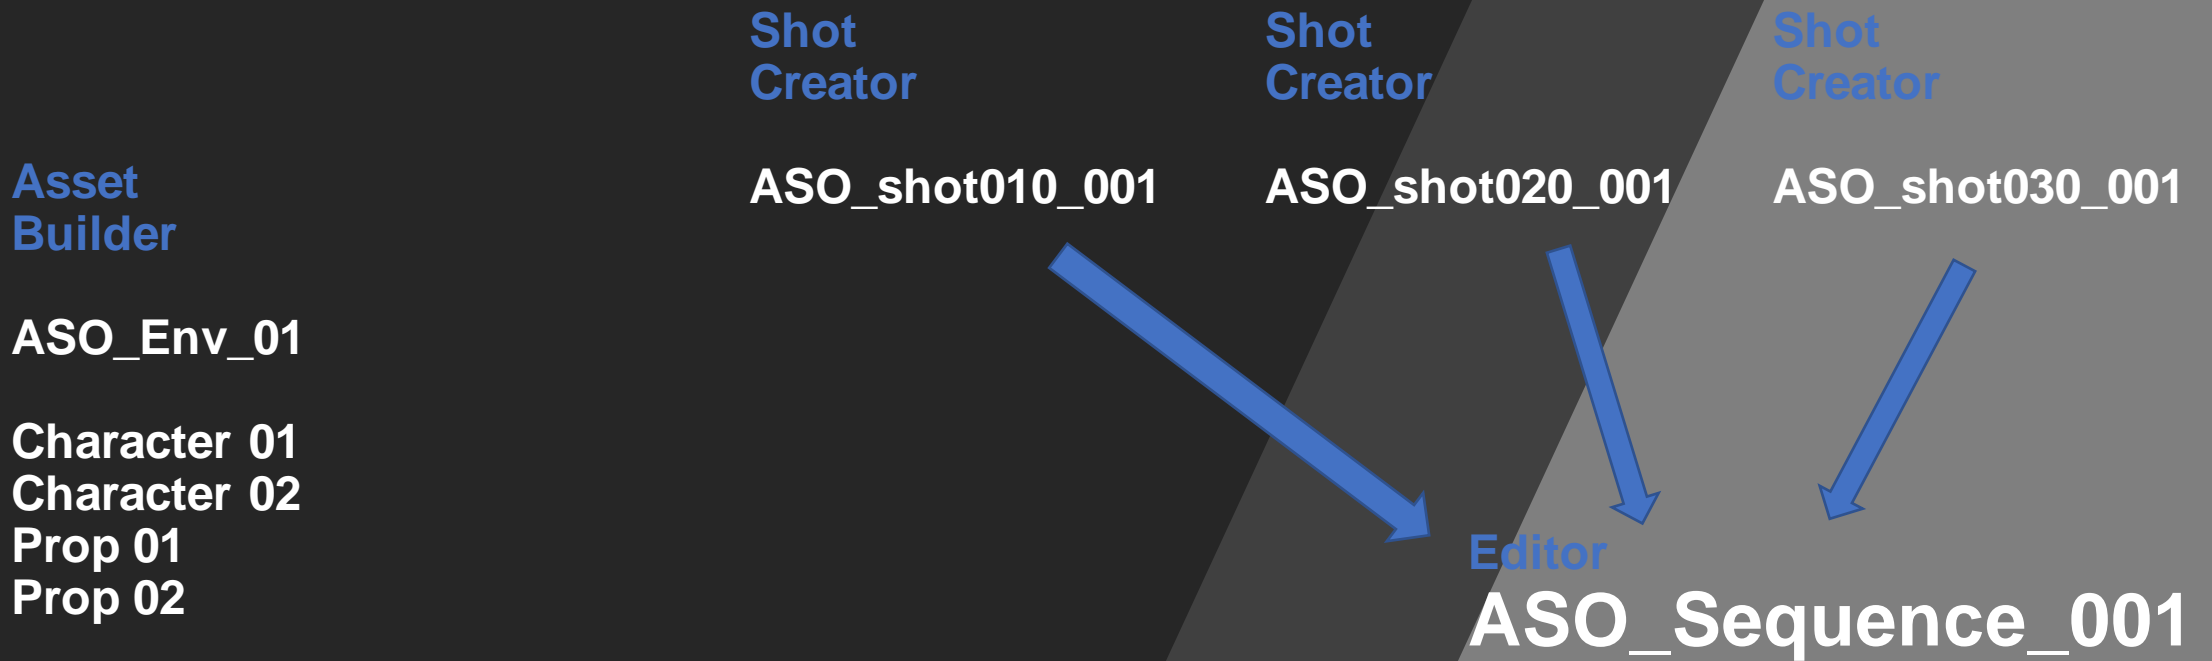 Shot
Creator
ASO_shot010_001
Shot
Creator
ASO_shot020_001
Shot
Creator
ASO_shot030_001
Asset
Builder
ASO_Env_01
Character 01
Character 02
Prop 01
Prop 02
Editor
ASO_Sequence_001